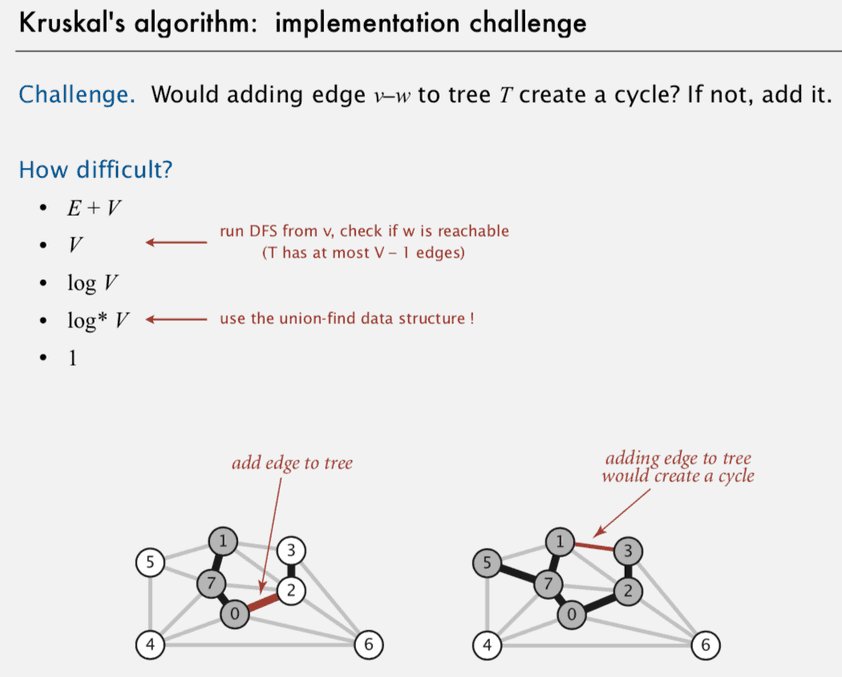 Kruskal's algorithm: implementation challenge
Challenge. Would adding edge v–w to tree T create a cycle? If not, add it.
How difficult?
• E + V
• V
run DFS from v, check if w is reachable
(T has at most V – 1 edges)
• log V
• log* V
use the union-find data structure !
• 1
add edge to tree
adding edge to tree
would create a cycle
1
3
5
7
2
0
4
6
1
3
5
7
2
0
4
6